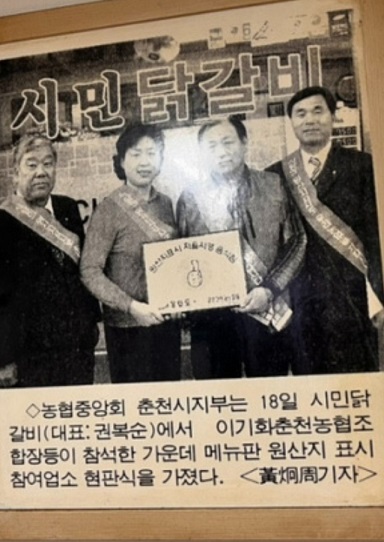 시민닭갈비
◇농협중앙회 춘천시지부는 18일 시민닭
갈비(대표:권복순)에서 이기화춘천농협조
합장등이 참석한 가운데 메뉴판 원산지 표시
참여업소 현판식을 가졌다. <黃炯周기자>